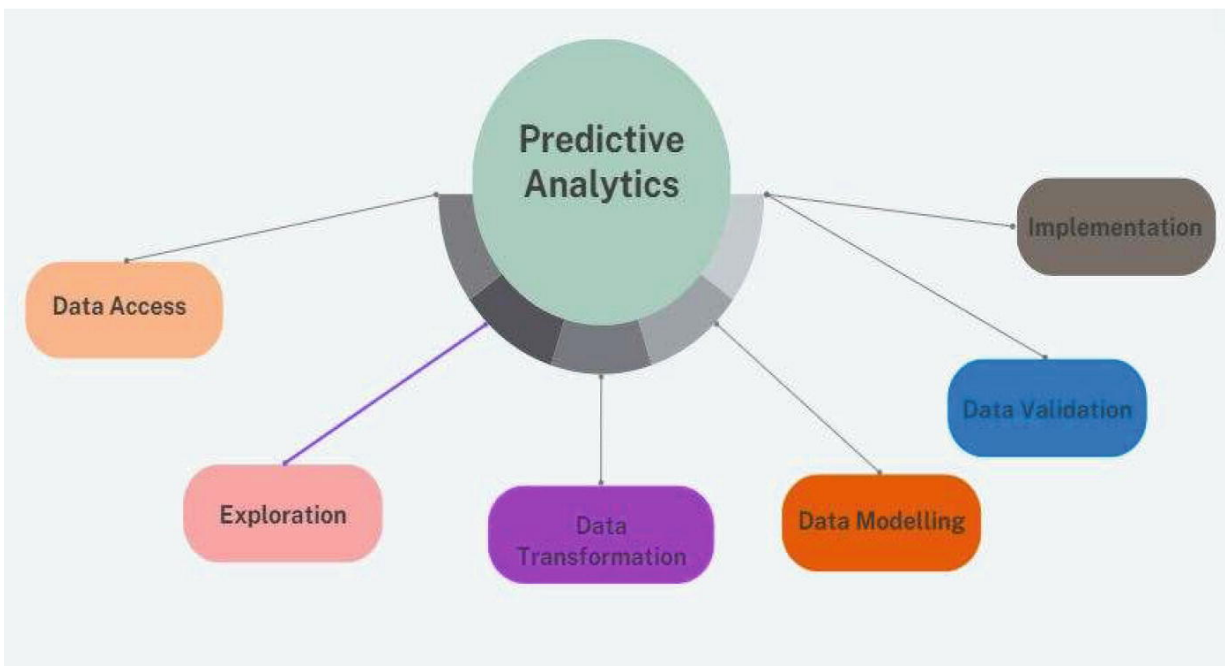 Predictive
Analytics
Data Access
Exploration
Data
Transformation
Data Modelling
Data Validation
Implementation